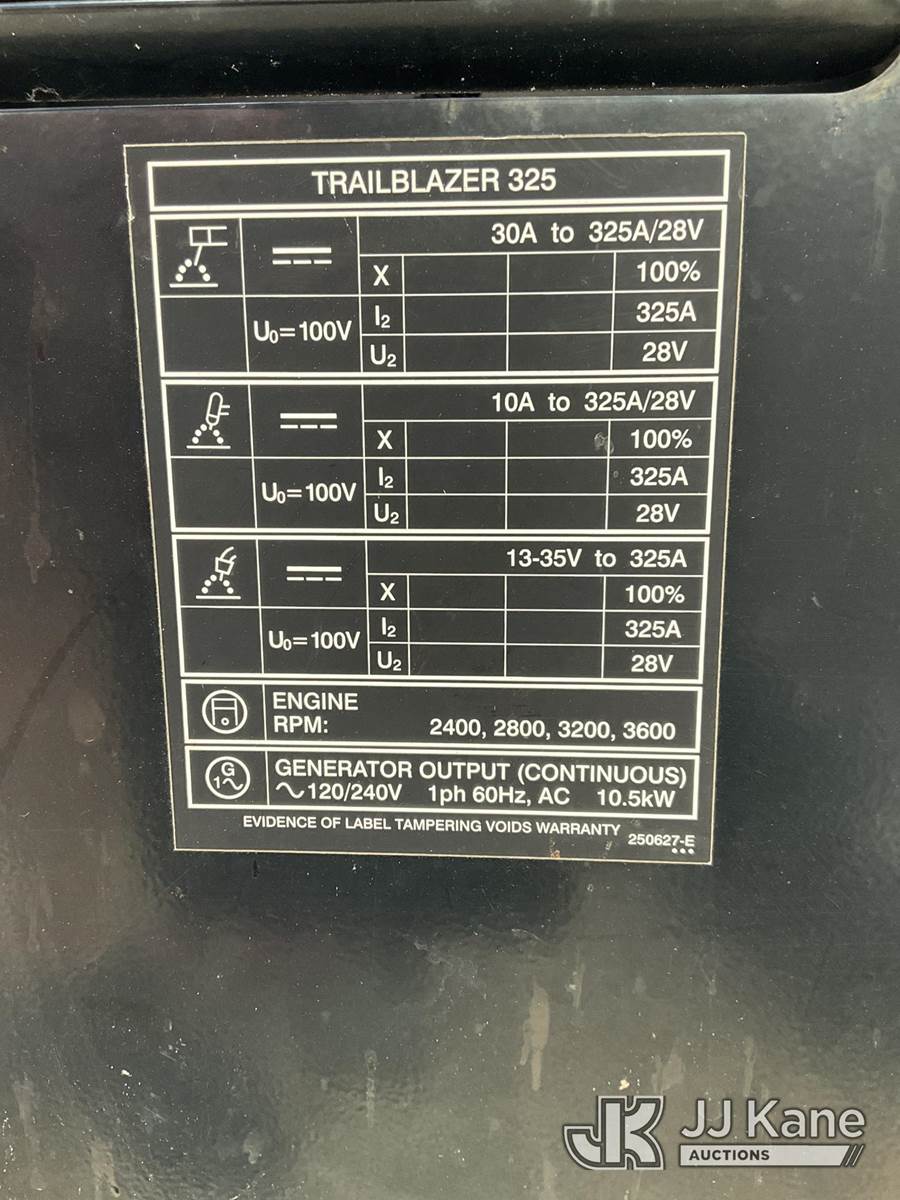 TRAILBLAZER 325
30A to 325A/28V
X 100%
U₀=100V I₂ 325A
U₂ 28V
10A to 325A/28V
X 100%
U₀=100V I₂ 325A
U₂ 28V
13-35V to 325A
X 100%
U₀=100V I₂ 325A
U₂ 28V
ENGINE
RPM: 2400, 2800, 3200, 3600
G
1~
GENERATOR OUTPUT (CONTINUOUS)
~120/240V 1ph 60Hz, AC 10.5kW
EVIDENCE OF LABEL TAMPERING VOIDS WARRANTY
250627-E
JK JJ Kane
AUCTIONS